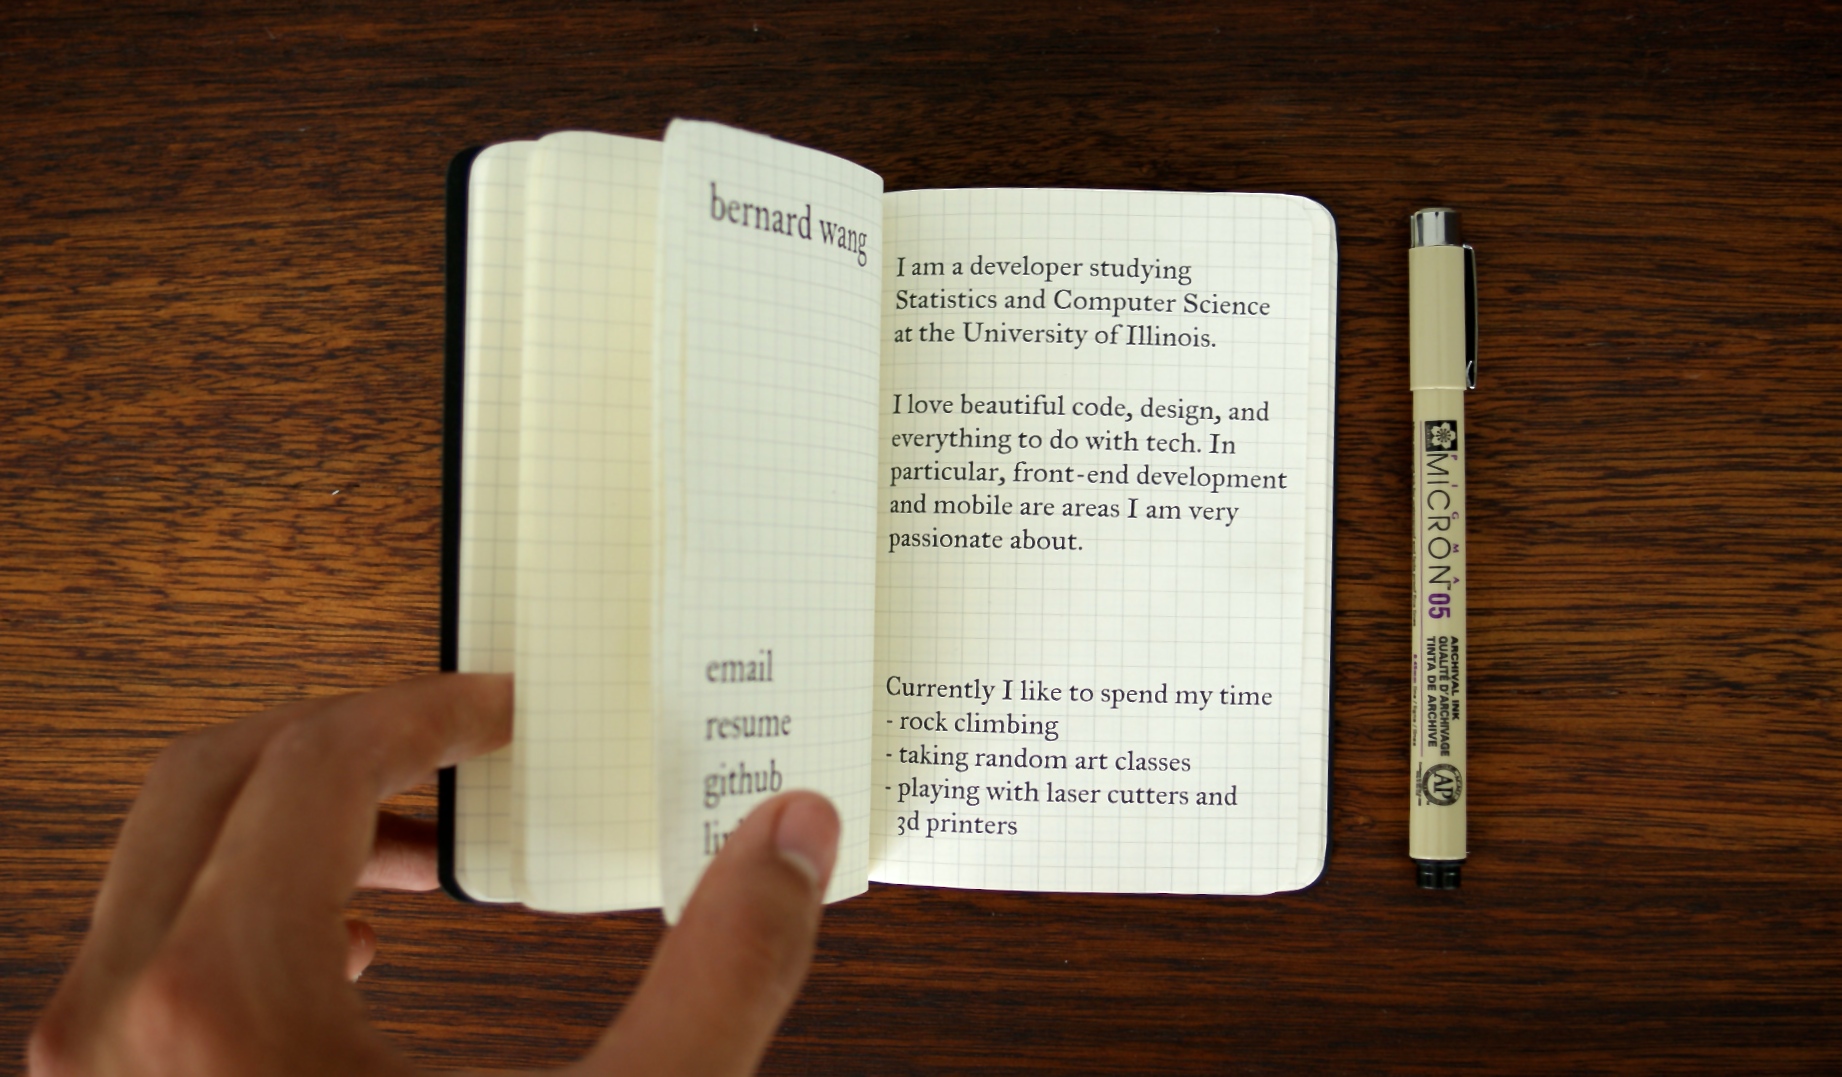 bernard wang
email
resume
github
I am a developer studying
Statistics and Computer Science
at the University of Illinois.
I love beautiful code, design, and
everything to do with tech. In
particular, front-end development
and mobile are areas I am very
passionate about.
Currently I like to spend my time
- rock climbing
- taking random art classes
- playing with laser cutters and
3d printers
PIGMA
MICRON 05
ARCHIVAL INK
QUALITÉ D'ARCHIVAGE
TINTA DE ARCHIVE
AP